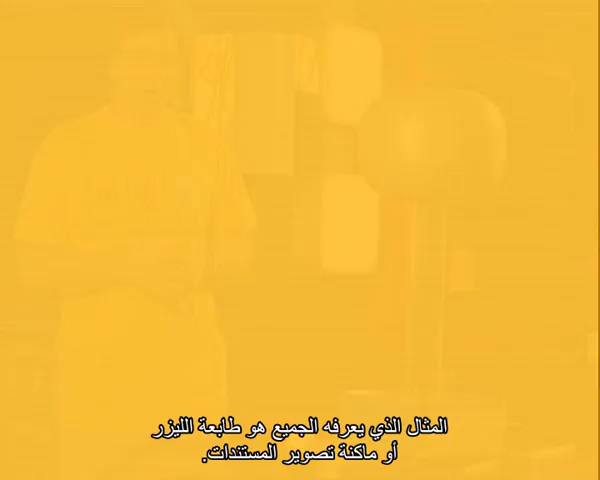 المثال الذي يعرفه الجميع هو طابعة الليزر
أو ماكنة تصوير المستندات.